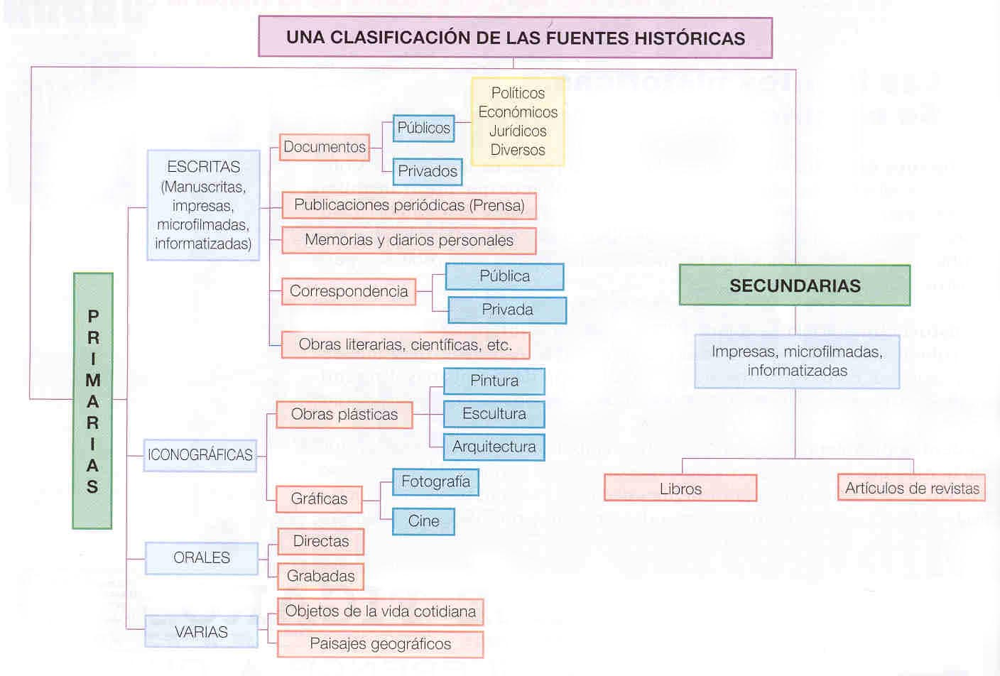 UNA CLASIFICACIÓN DE LAS FUENTES HISTÓRICAS
PRIMARIAS
ESCRITAS
(Manuscritas,
impresas,
microfilmadas,
informatizadas)
Documentos
Públicos
Políticos
Económicos
Jurídicos
Diversos
Privados
Publicaciones periódicas (Prensa)
Memorias y diarios personales
Correspondencia
Pública
Privada
Obras literarias, científicas, etc.
ICONOGRÁFICAS
Obras plásticas
Pintura
Escultura
Arquitectura
Gráficas
Fotografía
Cine
ORALES
Directas
Grabadas
VARIAS
Objetos de la vida cotidiana
Paisajes geográficos
SECUNDARIAS
Impresas, microfilmadas,
informatizadas
Libros
Artículos de revistas